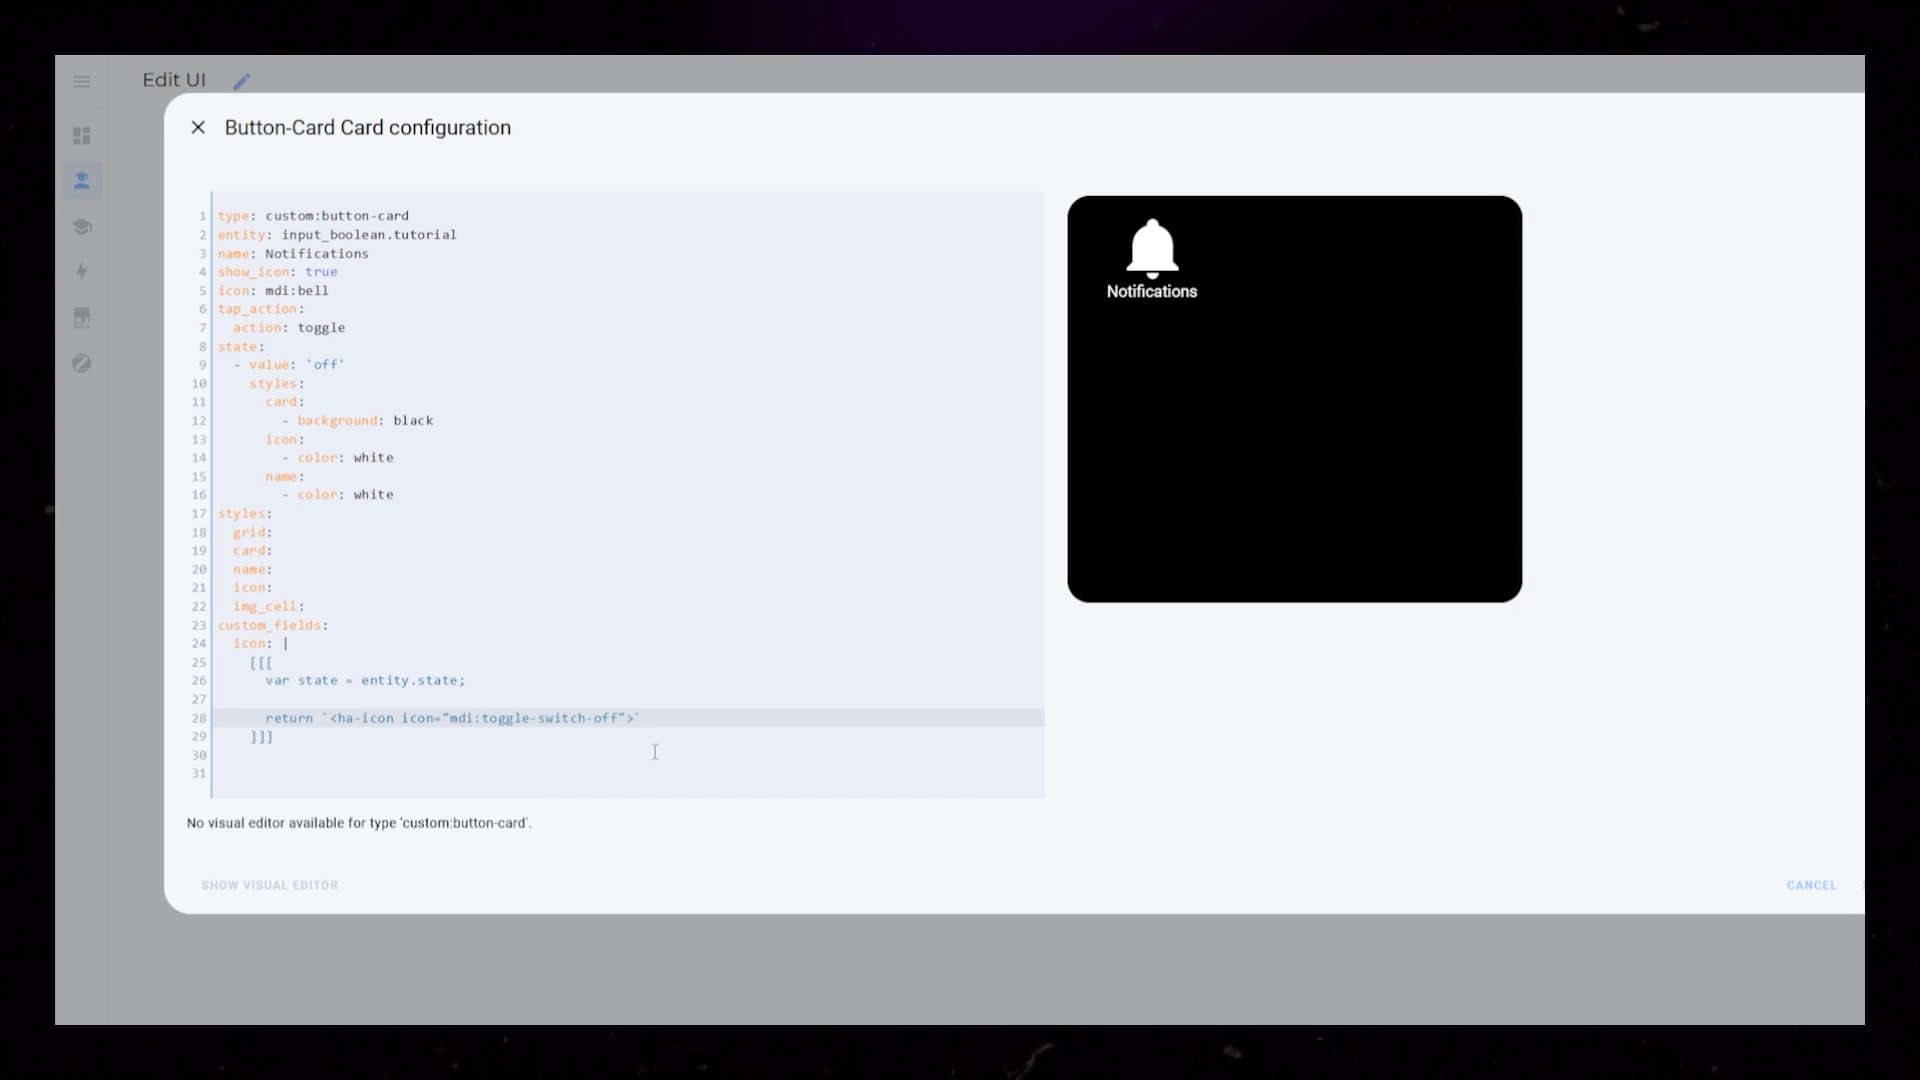 Edit UI
Button-Card Card configuration
1 type: custom:button-card
2 entity: input_boolean.tutorial
3 name: Notifications
4 show_icon: true
5 icon: mdi:bell
6 tap_action:
7   action: toggle
8 state:
9   - value: 'off'
10     styles:
11       card:
12         - background: black
13       icon:
14         - color: white
15       name:
16         - color: white
17 styles:
18   grid:
19   card:
20   name:
21   icon:
22   img_cell:
23 custom_fields:
24   icon: |
25     [[[
26       var state = entity.state;
27
28       return `<ha-icon icon="mdi:toggle-switch-off">`
29     ]]]
30
31
Notifications
No visual editor available for type 'custom:button-card'.
SHOW VISUAL EDITOR
CANCEL